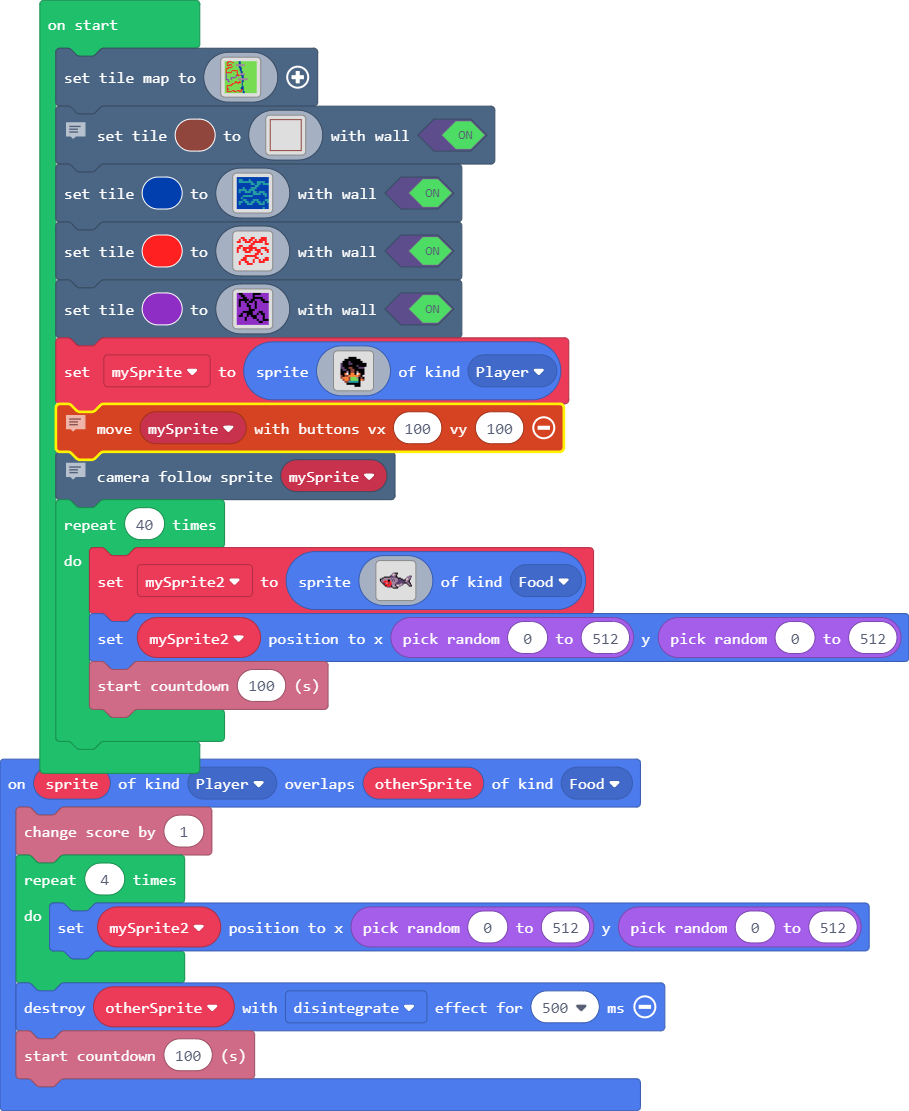 on start
set tile map to
set tile to with wall ON
set tile to with wall ON
set tile to with wall ON
set tile to with wall ON
set mySprite to sprite of kind Player
move mySprite with buttons vx 100 vy 100
camera follow sprite mySprite
repeat 40 times
do
set mySprite2 to sprite of kind Food
set mySprite2 position to x pick random 0 to 512 y pick random 0 to 512
start countdown 100 (s)
on sprite of kind Player overlaps otherSprite of kind Food
change score by 1
repeat 4 times
do set mySprite2 position to x pick random 0 to 512 y pick random 0 to 512
destroy otherSprite with disintegrate effect for 500 ms
start countdown 100 (s)